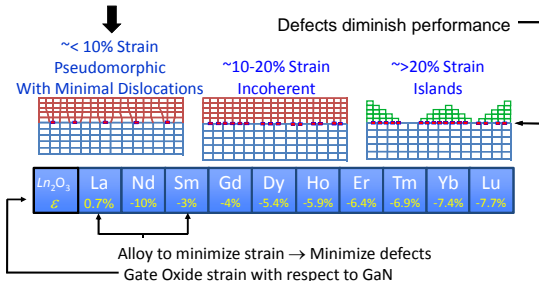 Defects diminish performance
~< 10% Strain
Pseudomorphic
With Minimal Dislocations
~10-20% Strain
Incoherent
~>20% Strain
Islands
Ln₂O₃ La Nd Sm Gd Dy Ho Er Tm Yb Lu
ε 0.7% -10% -3% -4% -5.4% -5.9% -6.4% -6.9% -7.4% -7.7%
Alloy to minimize strain → Minimize defects
Gate Oxide strain with respect to GaN